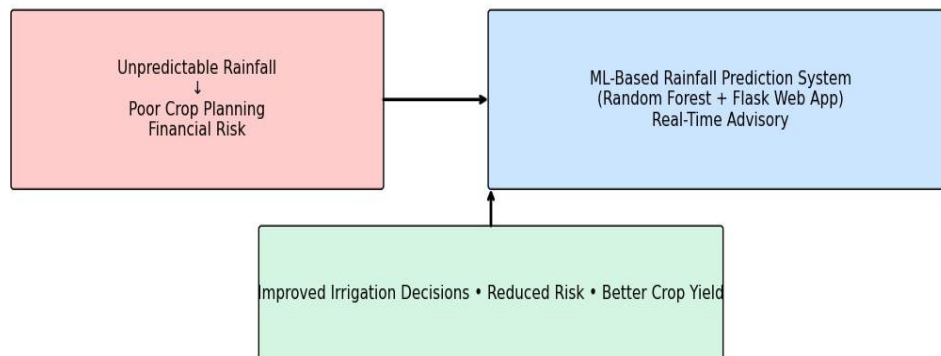 Unpredictable Rainfall
↓
Poor Crop Planning
Financial Risk
ML-Based Rainfall Prediction System
(Random Forest + Flask Web App)
Real-Time Advisory
Improved Irrigation Decisions • Reduced Risk • Better Crop Yield